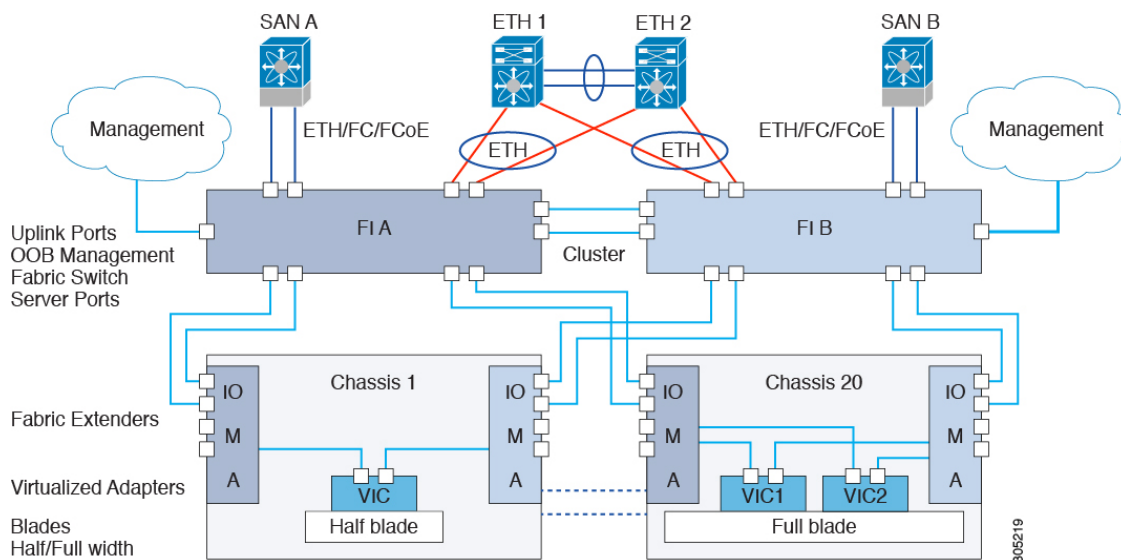 SAN A
ETH 1
ETH 2
SAN B
Management
ETH/FC/FCoE
ETH
ETH
ETH/FC/FCoE
Management
FI A
FI B
Cluster
Uplink Ports
OOB Management
Fabric Switch
Server Ports
Chassis 1
Chassis 20
IO
M
A
IO
M
A
IO
M
A
IO
M
A
Fabric Extenders
Virtualized Adapters
VIC
VIC1
VIC2
Blades
Half/Full width
Half blade
Full blade
305219